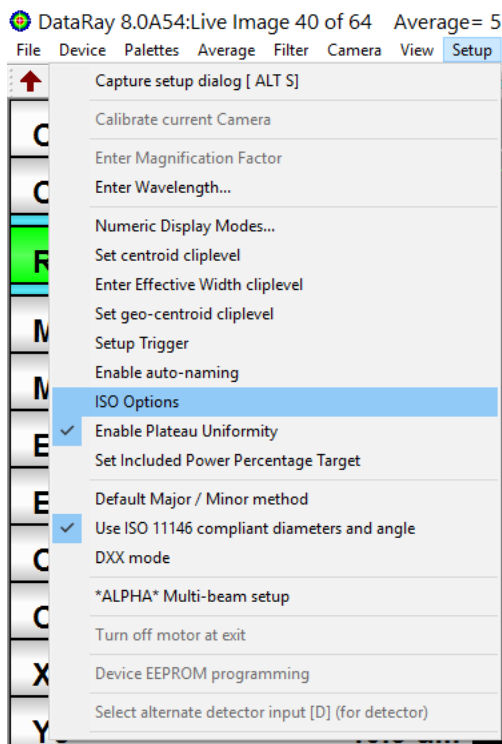 DataRay 8.0A54:Live Image 40 of 64 Average= 5
File Device Palettes Average Filter Camera View Setup
Capture setup dialog [ ALT S]
Calibrate current Camera
Enter Magnification Factor
Enter Wavelength...
Numeric Display Modes...
Set centroid cliplevel
Enter Effective Width cliplevel
Set geo-centroid cliplevel
Setup Trigger
Enable auto-naming
ISO Options
Enable Plateau Uniformity
Set Included Power Percentage Target
Default Major / Minor method
Use ISO 11146 compliant diameters and angle
DXX mode
*ALPHA* Multi-beam setup
Turn off motor at exit
Device EEPROM programming
Select alternate detector input [D] (for detector)